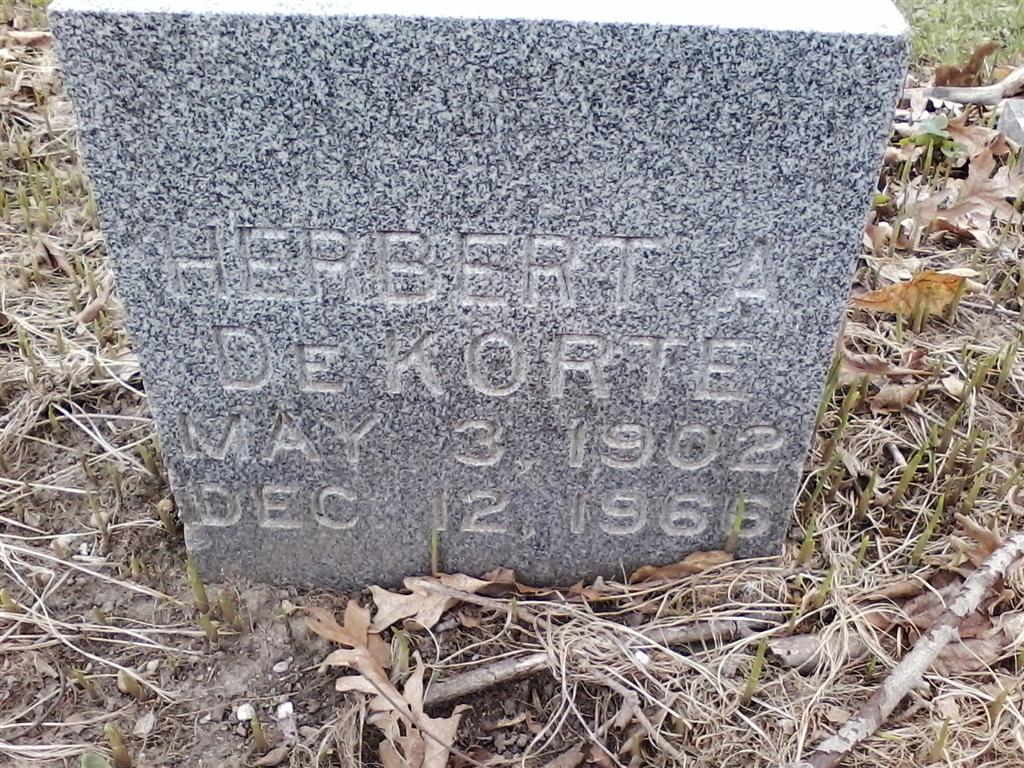 HERBERT A
DE KORTE
MAY 3, 1902
DEC. 12, 1966